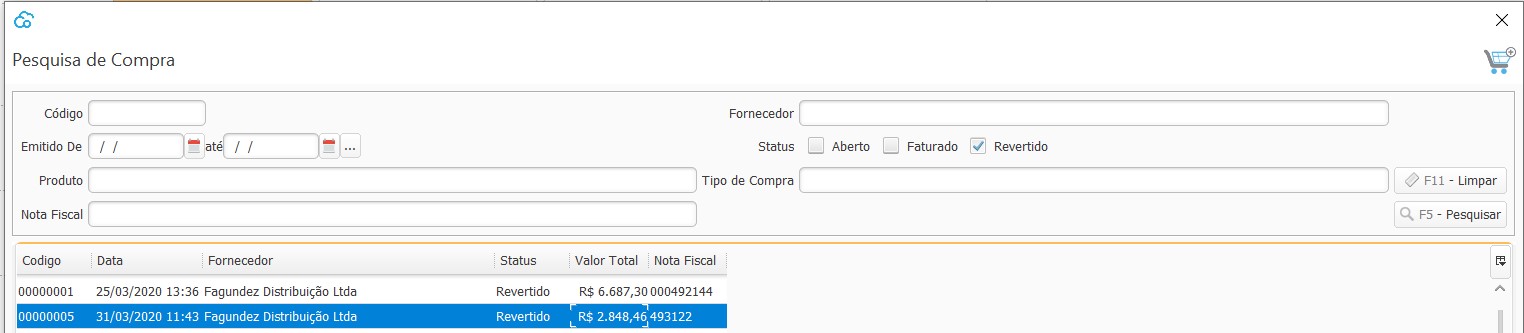 Pesquisa de Compra
Código Fornecedor
Emitido De / / até / / ... Status Aberto Faturado Revertido
Produto Tipo de Compra F11 - Limpar
Nota Fiscal F5 - Pesquisar
Codigo Data Fornecedor Status Valor Total Nota Fiscal
00000001 25/03/2020 13:36 Fagundez Distribuição Ltda Revertido R$ 6.687,30 000492144
00000005 31/03/2020 11:43 Fagundez Distribuição Ltda Revertido R$ 2.848,46 493122